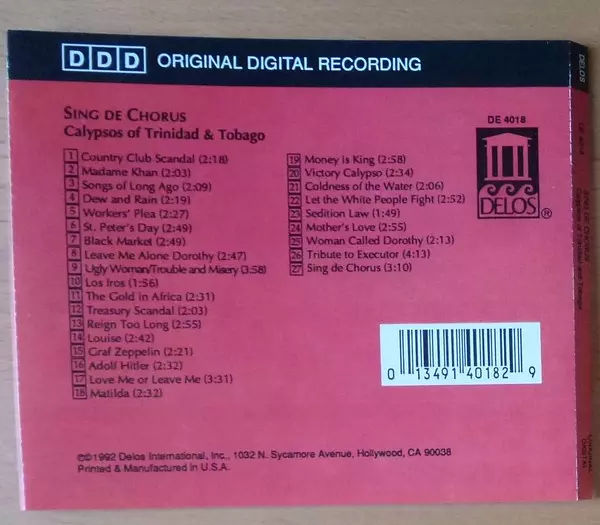 DDD ORIGINAL DIGITAL RECORDING
SING DE CHORUS
Calypsos of Trinidad & Tobago
1 Country Club Scandal (2:18)
2 Madame Khan (2:03)
3 Songs of Long Ago (2:09)
4 Dew and Rain (2:19)
5 Workers' Plea (2:27)
6 St. Peter's Day (2:49)
7 Black Market (2:49)
8 Leave Me Alone Dorothy (2:47)
9 Ugly Woman/Trouble and Misery (3:58)
10 Los Iros (1:56)
11 The Gold in Africa (2:31)
12 Treasury Scandal (2:03)
13 Reign Too Long (2:55)
14 Louise (2:42)
15 Graf Zeppelin (2:21)
16 Adolf Hitler (2:32)
17 Love Me or Leave Me (3:31)
18 Matilda (2:32)
19 Money is King (2:58)
20 Victory Calypso (2:34)
21 Coldness of the Water (2:06)
22 Let the White People Fight (2:52)
23 Sedition Law (1:49)
24 Mother's Love (2:55)
25 Woman Called Dorothy (2:13)
26 Tribute to Executor (4:13)
27 Sing de Chorus (3:10)
DE 4018
DELOS ®
0 13491 40182 9
©℗1992 Delos International, Inc., 1032 N. Sycamore Avenue, Hollywood, CA 90038
Printed & Manufactured in U.S.A.
DELOS
DE 4018
SING DE CHORUS
Calypsos of Trinidad and Tobago